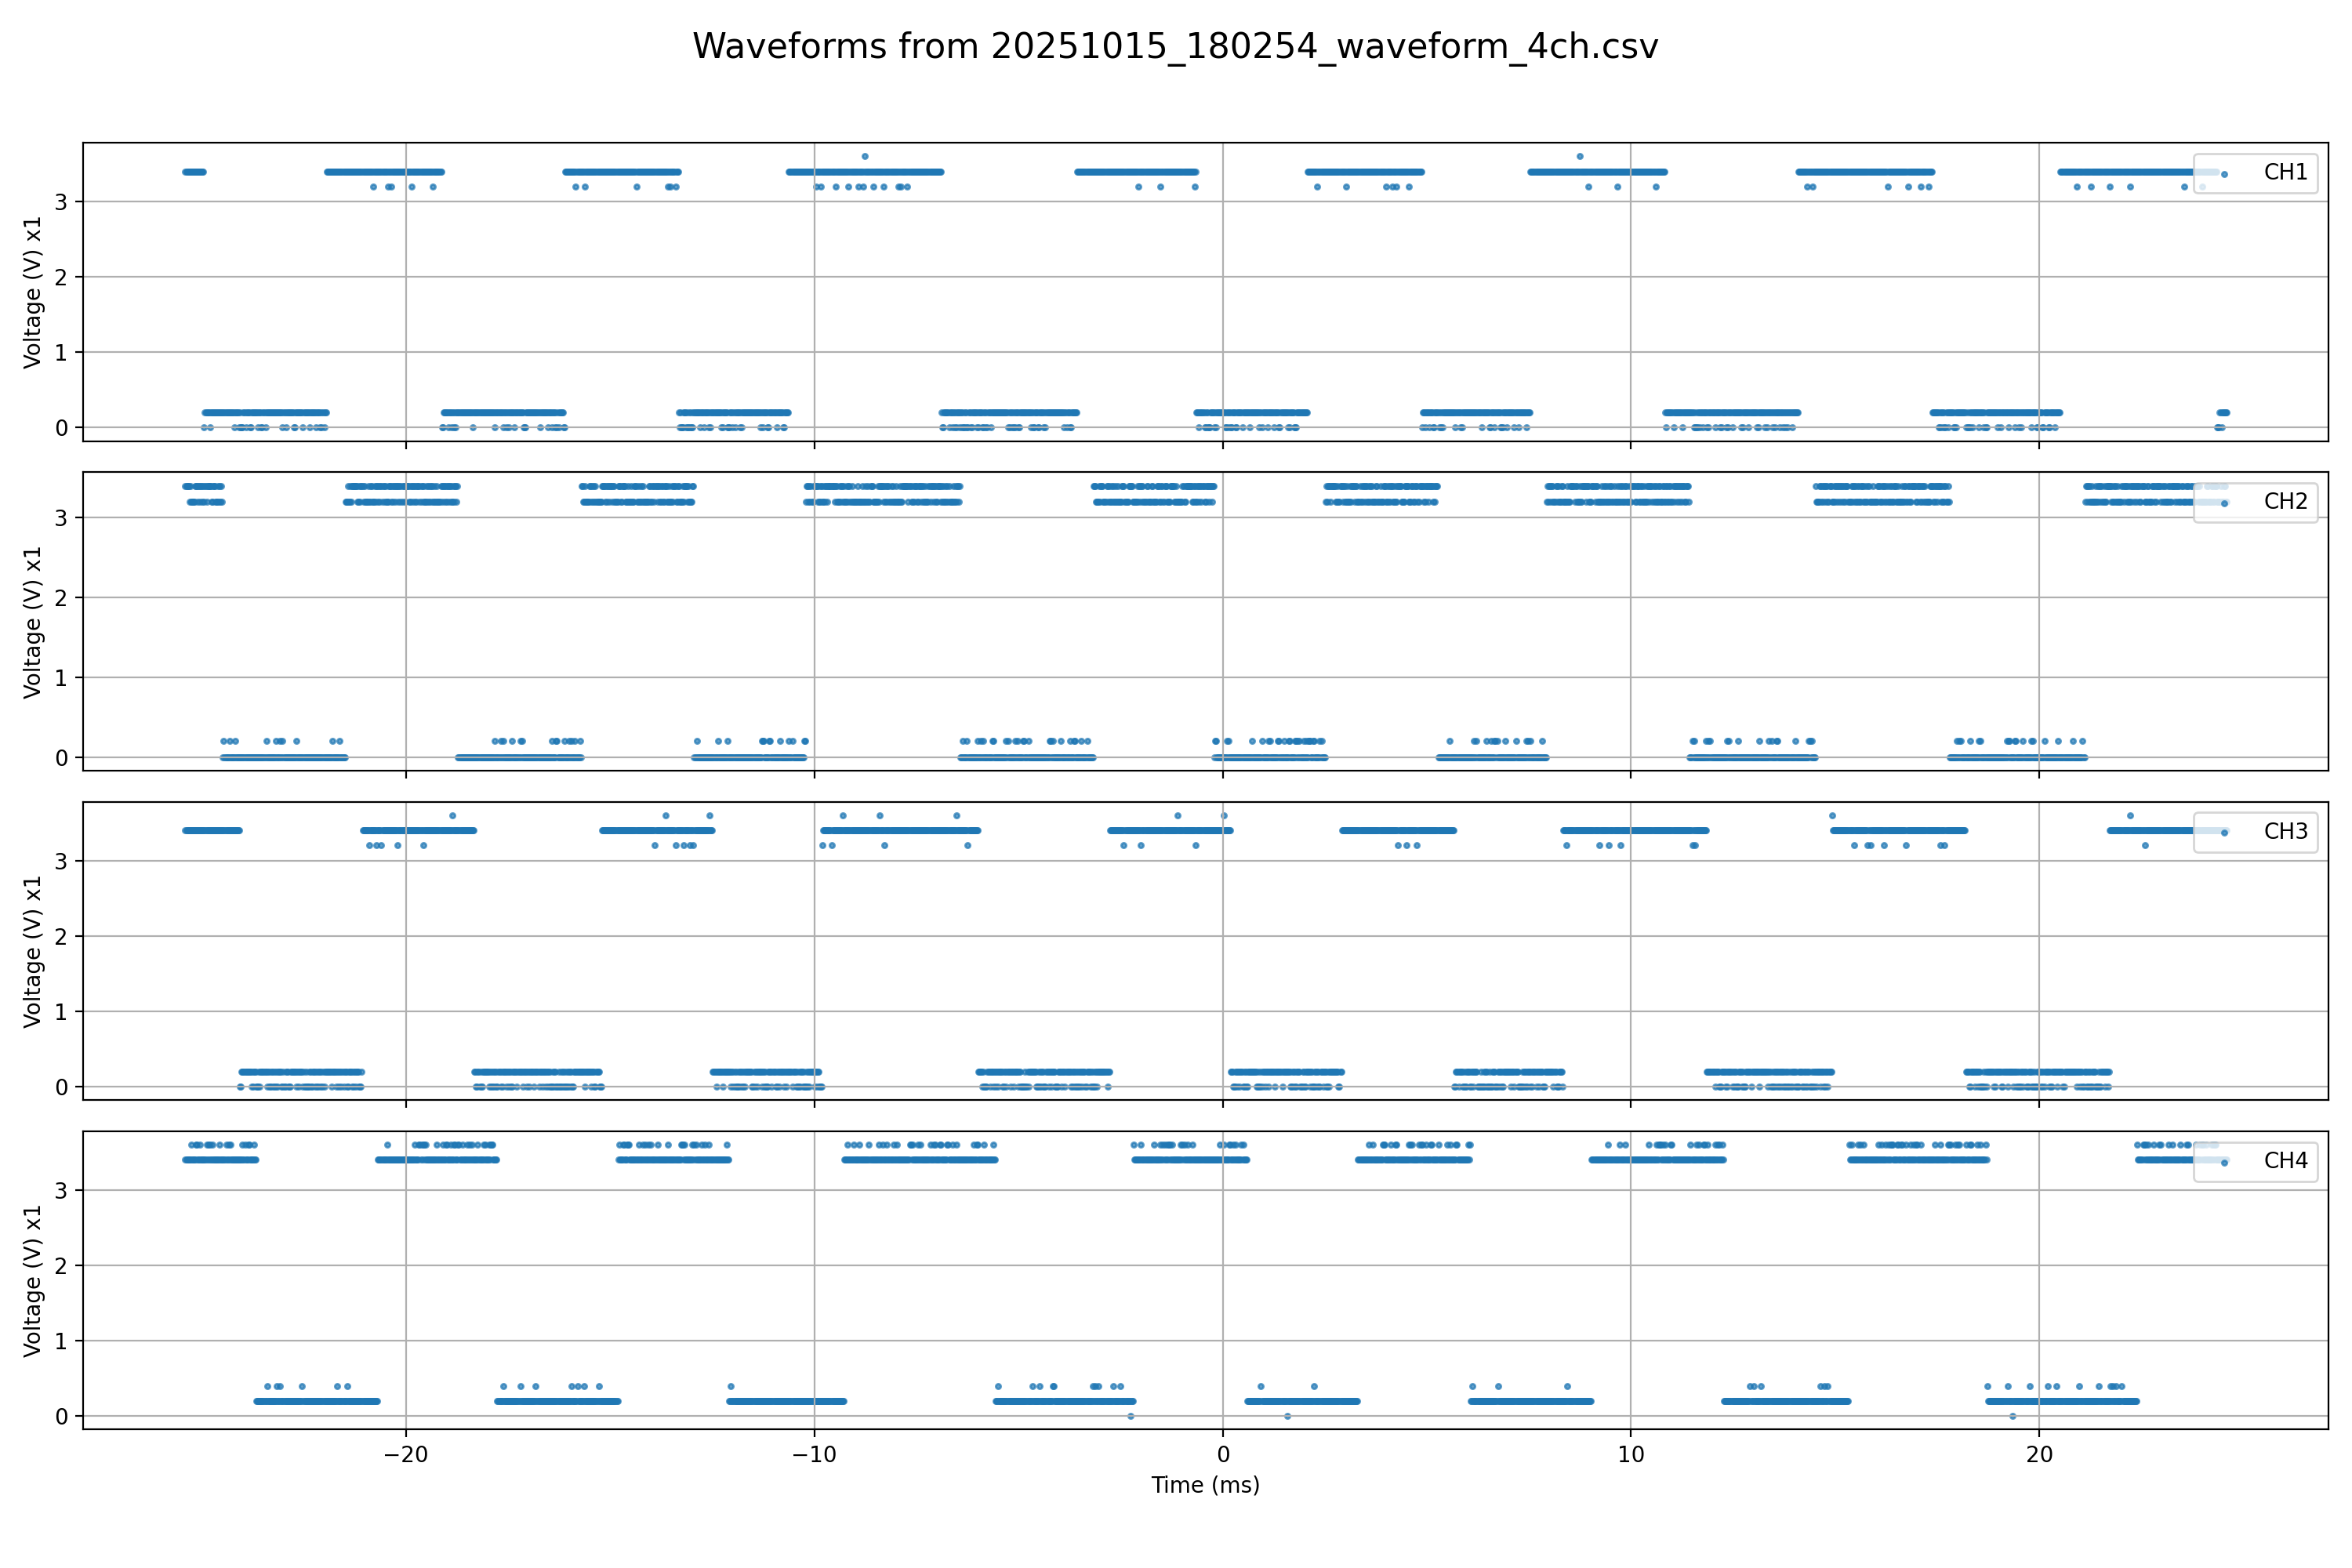 Waveforms from 20251015_180254_waveform_4ch.csv
Voltage (V) x1
3
2
1
0
CH1
Voltage (V) x1
3
2
1
0
CH2
Voltage (V) x1
3
2
1
0
CH3
Voltage (V) x1
3
2
1
0
CH4
−20
−10
0
10
20
Time (ms)